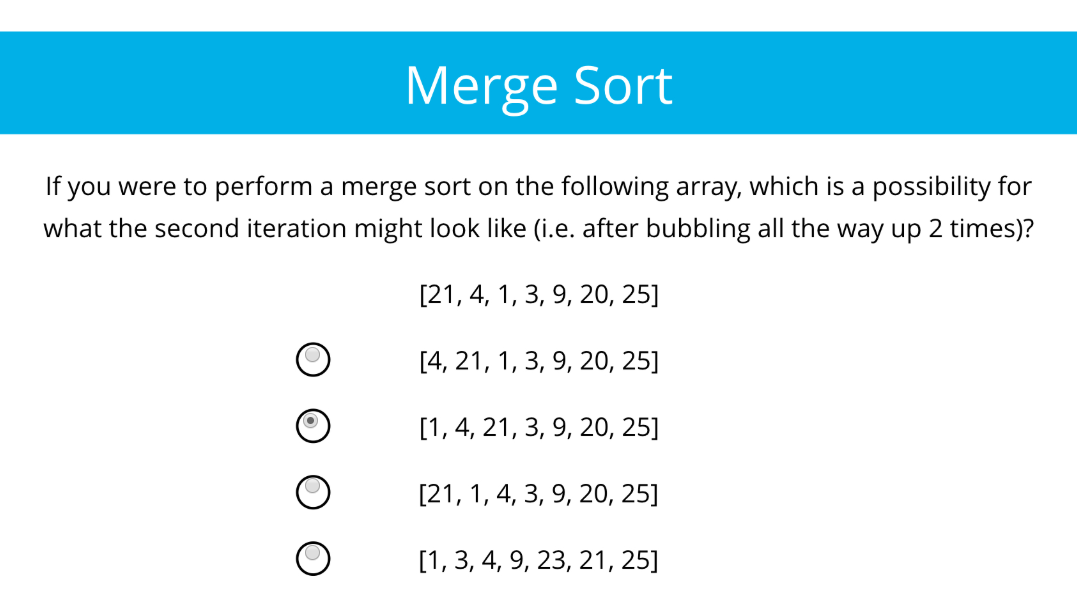 Merge Sort
If you were to perform a merge sort on the following array, which is a possibility for
what the second iteration might look like (i.e. after bubbling all the way up 2 times)?
[21, 4, 1, 3, 9, 20, 25]
[4, 21, 1, 3, 9, 20, 25]
[1, 4, 21, 3, 9, 20, 25]
[21, 1, 4, 3, 9, 20, 25]
[1, 3, 4, 9, 23, 21, 25]